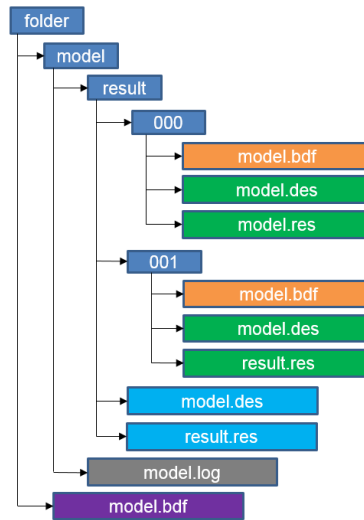 folder
model
result
000
model.bdf
model.des
model.res
001
model.bdf
model.des
result.res
model.des
result.res
model.log
model.bdf